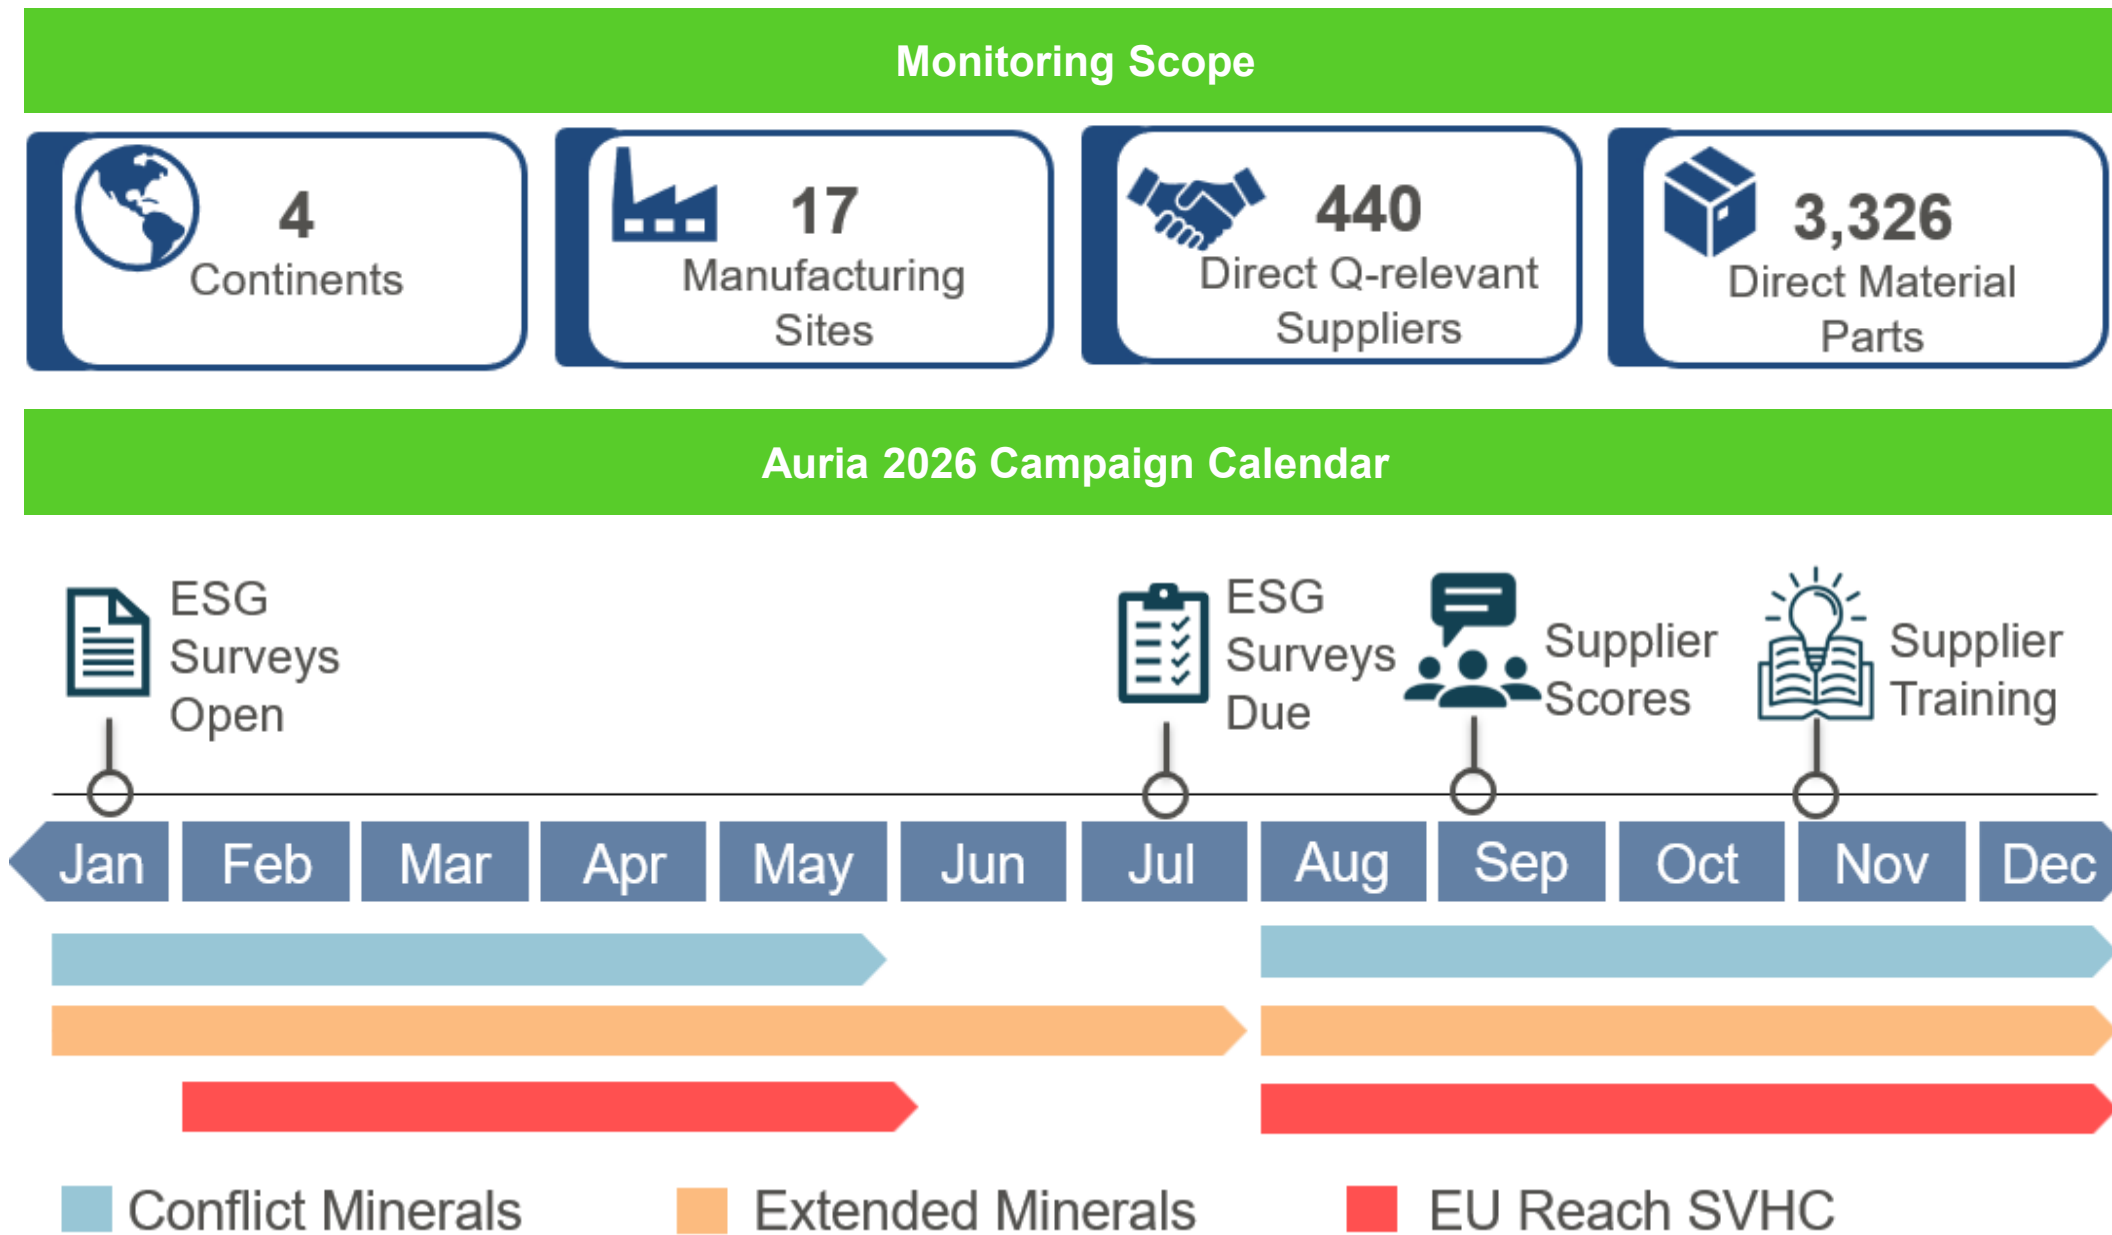 Monitoring Scope
4
Continents
17
Manufacturing
Sites
440
Direct Q-relevant
Suppliers
3,326
Direct Material
Parts
Auria 2026 Campaign Calendar
ESG
Surveys
Open
ESG
Surveys
Due
Supplier
Scores
Supplier
Training
Jan Feb Mar Apr May Jun Jul Aug Sep Oct Nov Dec
Conflict Minerals Extended Minerals EU Reach SVHC